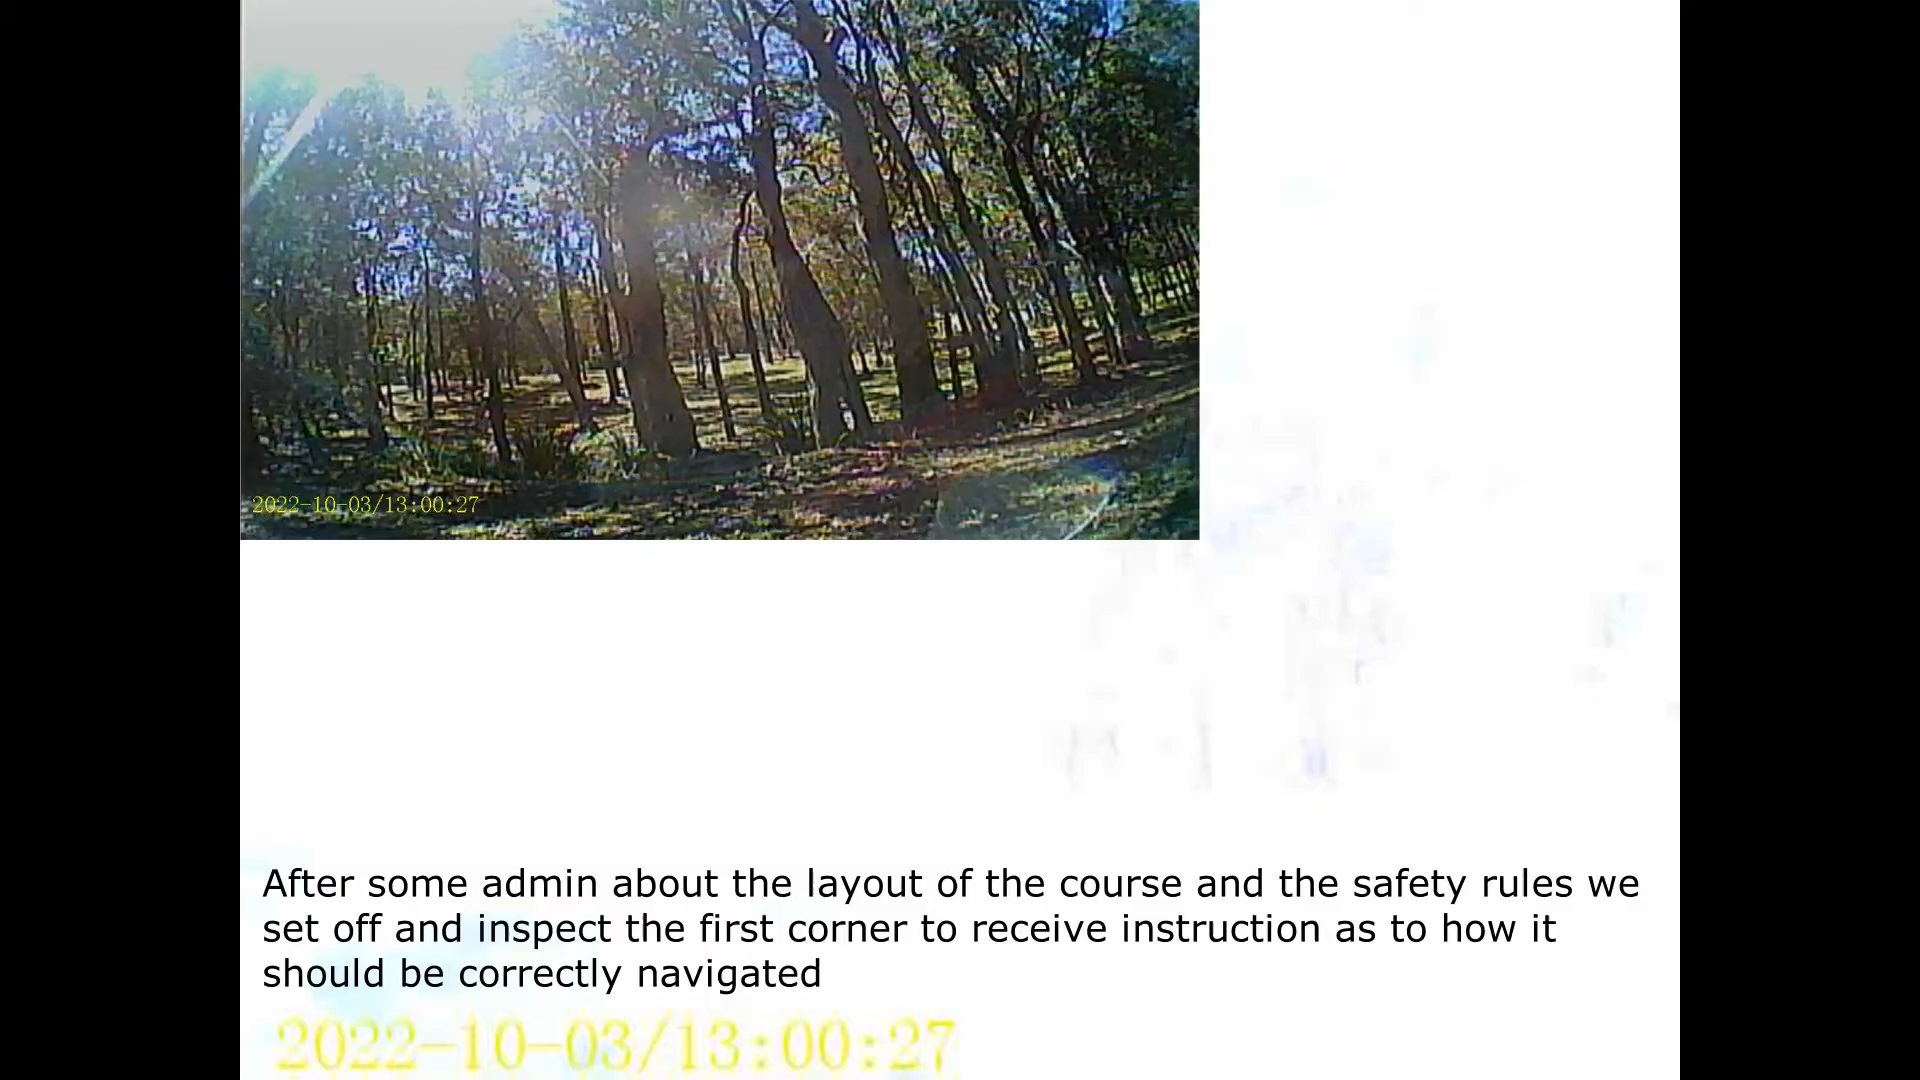 2022-10-03/13:00:27
After some admin about the layout of the course and the safety rules we
set off and inspect the first corner to receive instruction as to how it
should be correctly navigated
2022-10-03/13:00:27